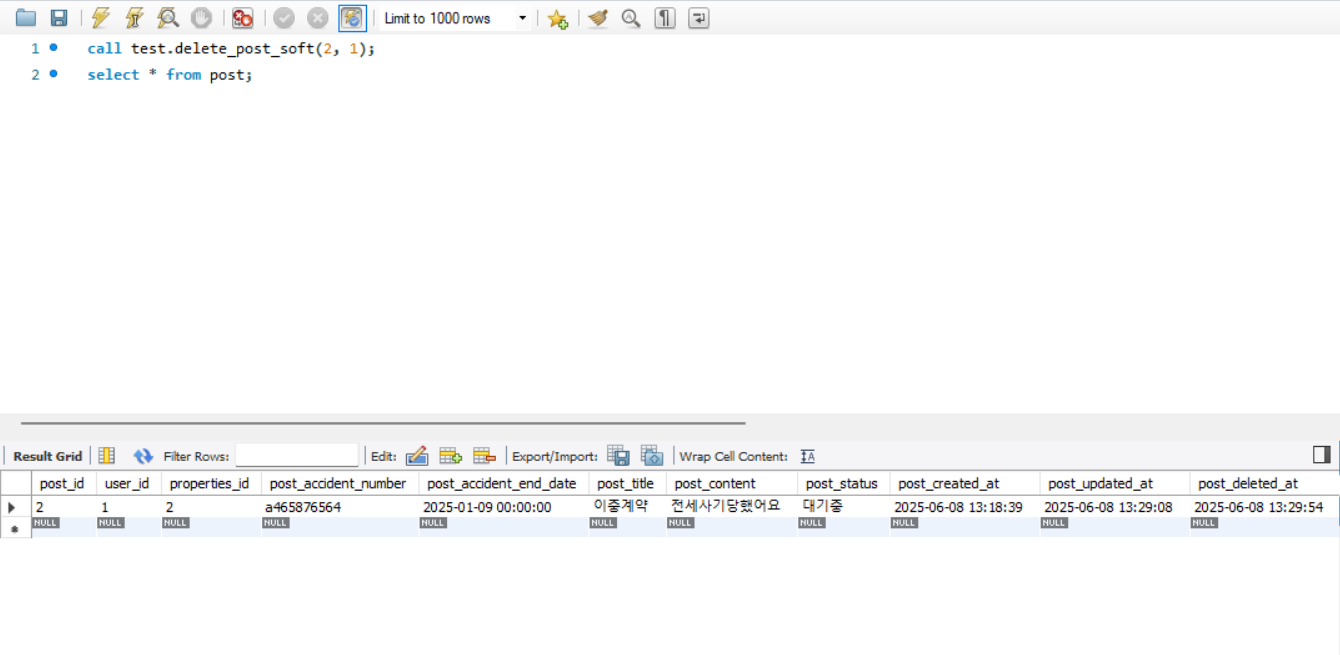 Limit to 1000 rows
1 call test.delete_post_soft(2, 1);
2 select * from post;
Result Grid Filter Rows: Edit: Export/Import: Wrap Cell Content:
post_id user_id properties_id post_accident_number post_accident_end_date post_title post_content post_status post_created_at post_updated_at post_deleted_at
2 1 2 a465876564 2025-01-09 00:00:00 이중계약 전세사기당했어요 대기중 2025-06-08 13:18:39 2025-06-08 13:29:08 2025-06-08 13:29:54
NULL NULL NULL NULL NULL NULL NULL NULL NULL NULL NULL